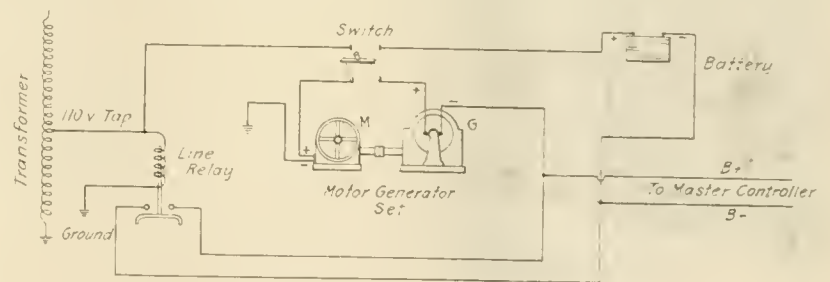 Switch
+
-
Battery
Transformer
110 v Tap
+
-
M
G
Line
Relay
+
-
Motor Generator
Set
B+
To Master Controller
B-
Ground